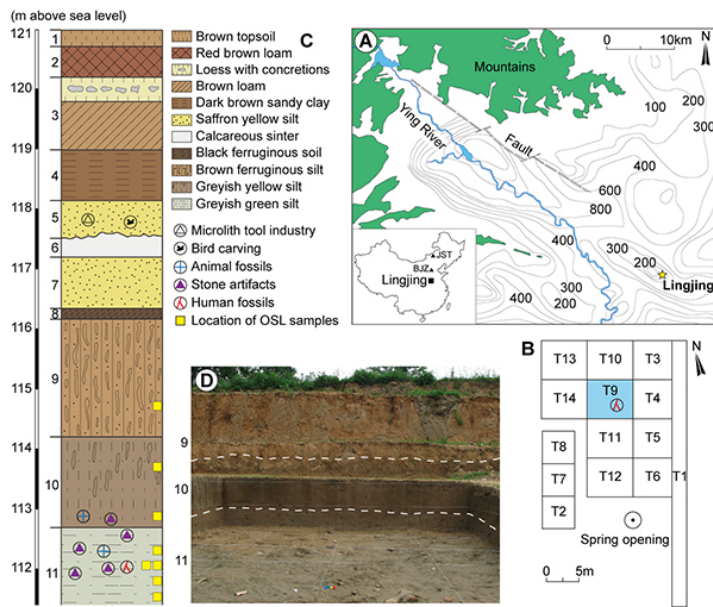 (m above sea level)
121
120
119
118
117
116
115
114
113
112
1
2
3
4
5
6
7
8
9
10
11
C
Brown topsoil
Red brown loam
Loess with concretions
Brown loam
Dark brown sandy clay
Saffron yellow silt
Calcareous sinter
Black ferruginous soil
Brown ferruginous silt
Greyish yellow silt
Greyish green silt
Microlith tool industry
Bird carving
Animal fossils
Stone artifacts
Human fossils
Location of OSL samples
A
N
0 10km
Mountains
Ying River
Fault
100
200
300
400
600
800
400
300
200
Lingjing
400
300
200
JST
BJZ
Lingjing
B
N
T13 T10 T3
T14 T9 T4
T8 T11 T5
T7 T12 T6 T1
T2
Spring opening
0 5m
D
9
10
11